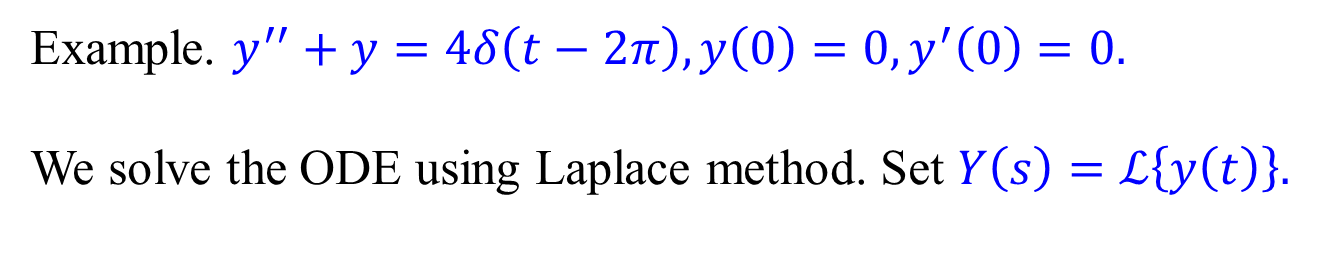 Example. y′′ + y = 4δ(t − 2π), y(0) = 0, y′(0) = 0.
We solve the ODE using Laplace method. Set Y(s) = ℒ{y(t)}.